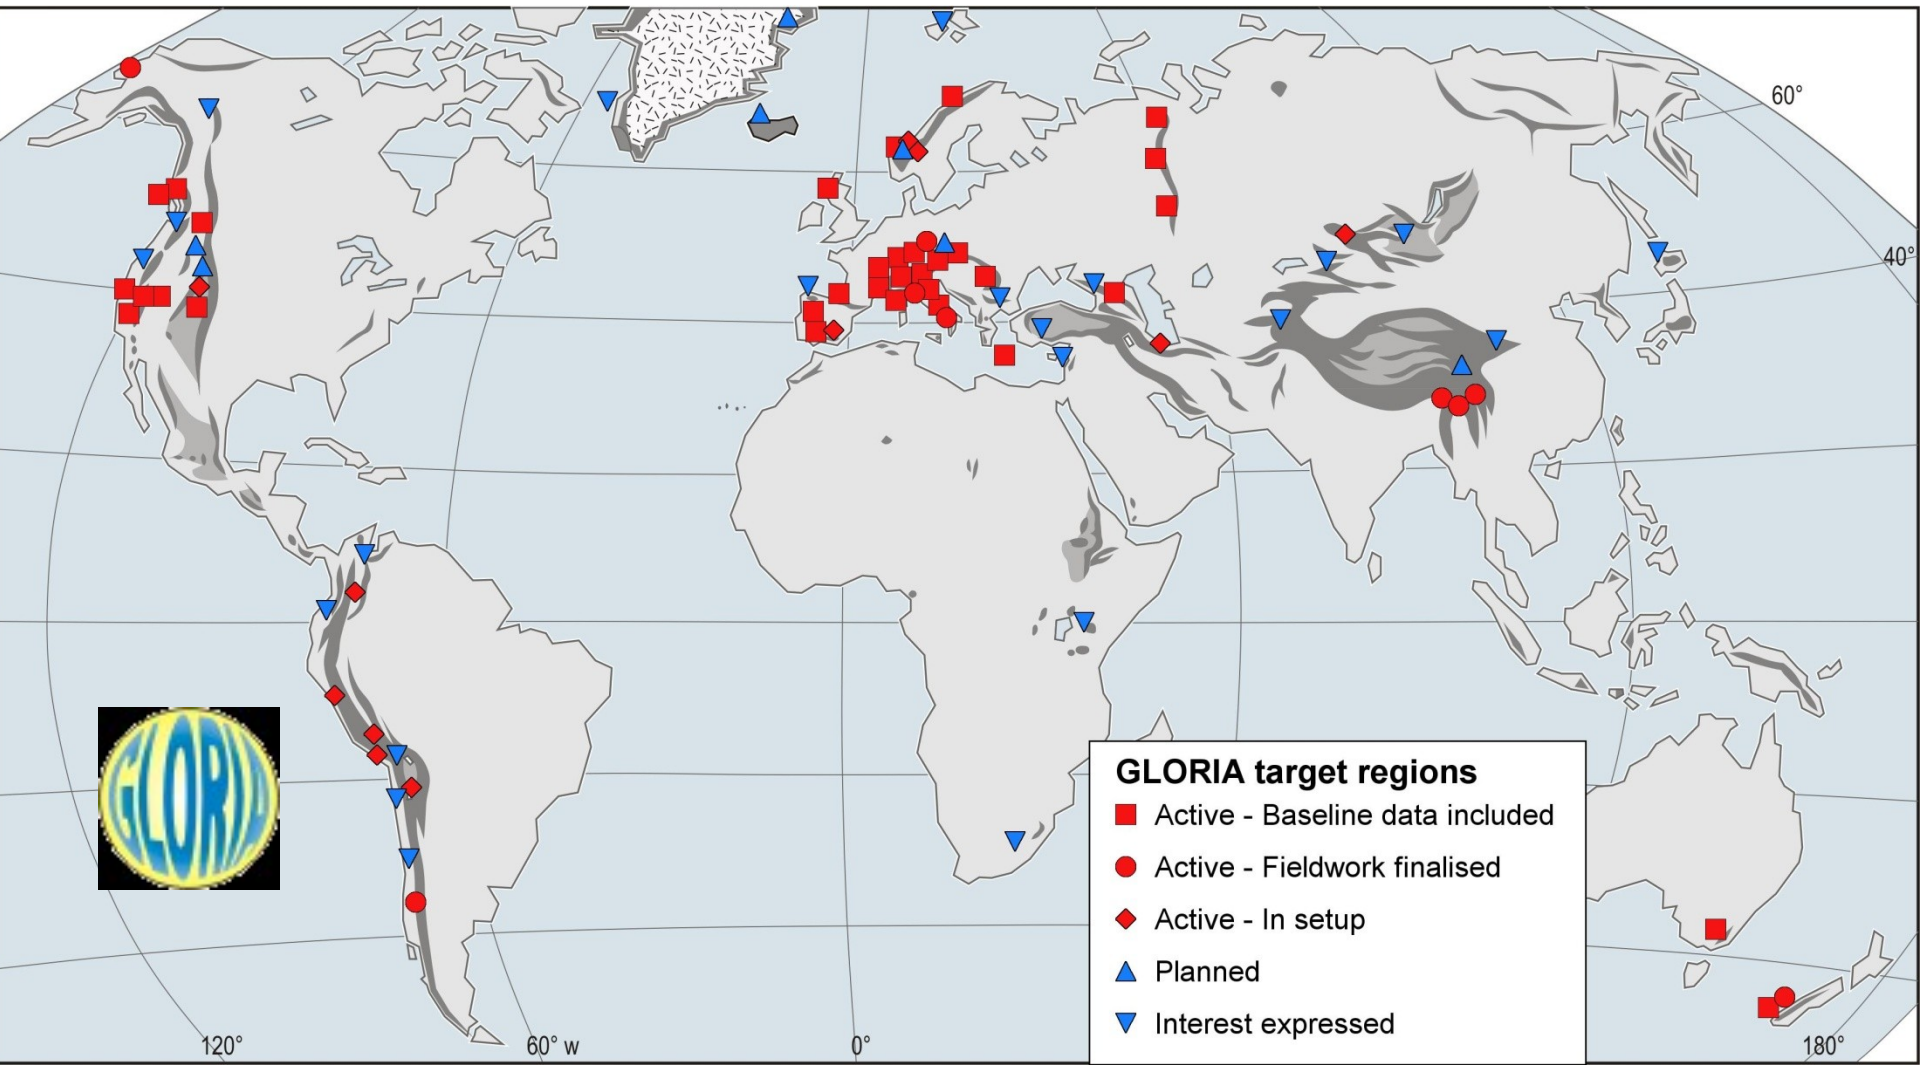 60°
40°
GLORIA
GLORIA target regions
Active - Baseline data included
Active - Fieldwork finalised
Active - In setup
Planned
Interest expressed
120°
60° w
0°
180°